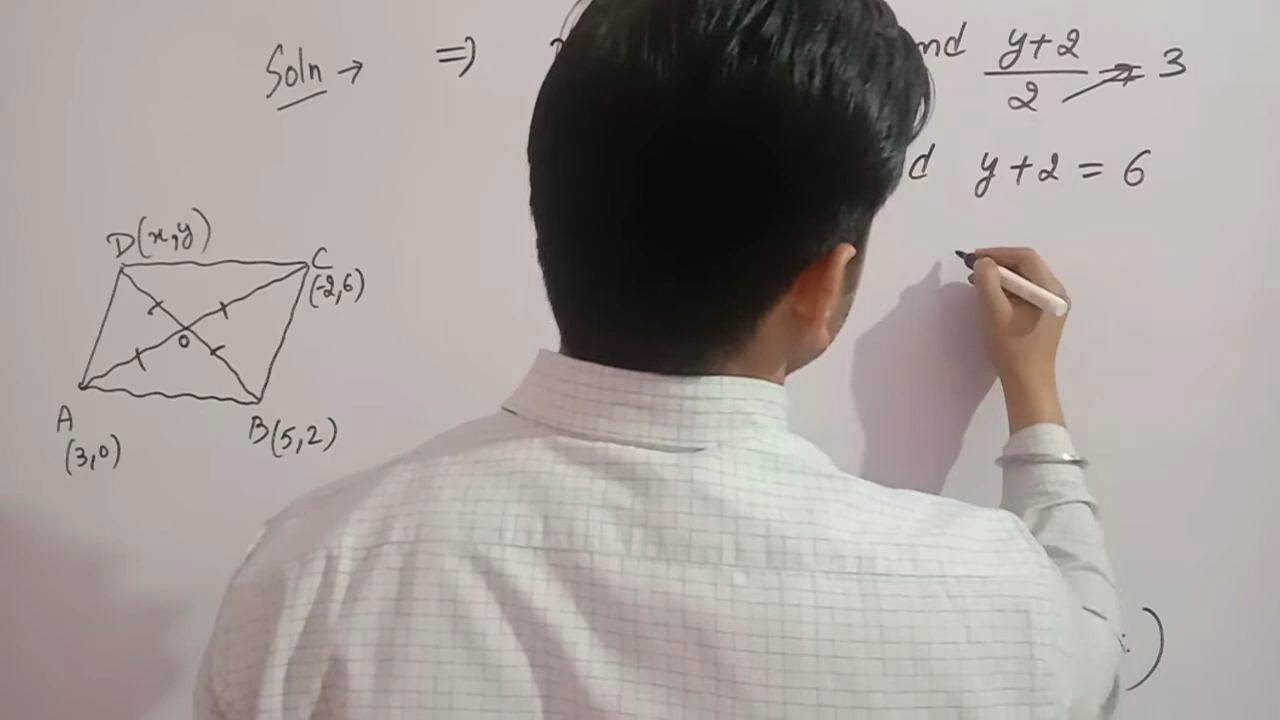 Soln → ⇒ nd y+2/2 = 3
d y+2 = 6
D(x,y)
C
(-2,6)
O
A
B(5,2)
(3,0)
)